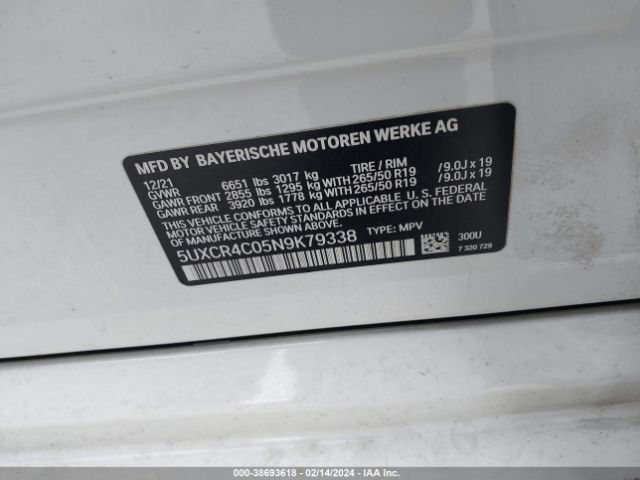 MFD BY BAYERISCHE MOTOREN WERKE AG
12/21 TIRE / RIM
GVWR 6651 lbs 3017 kg
GAWR FRONT 2855 lbs 1295 kg WITH 265/50 R19 /9.0J x 19
GAWR REAR 3920 lbs 1778 kg WITH 265/50 R19 /9.0J x 19
THIS VEHICLE CONFORMS TO ALL APPLICABLE U.S. FEDERAL
MOTOR VEHICLE SAFETY STANDARDS IN EFFECT ON THE DATE
OF MANUFACTURE SHOWN ABOVE.
5UXCR4C05N9K79338 TYPE: MPV
300U
7 320 729
000-38693618 - 02/14/2024 - IAA Inc.